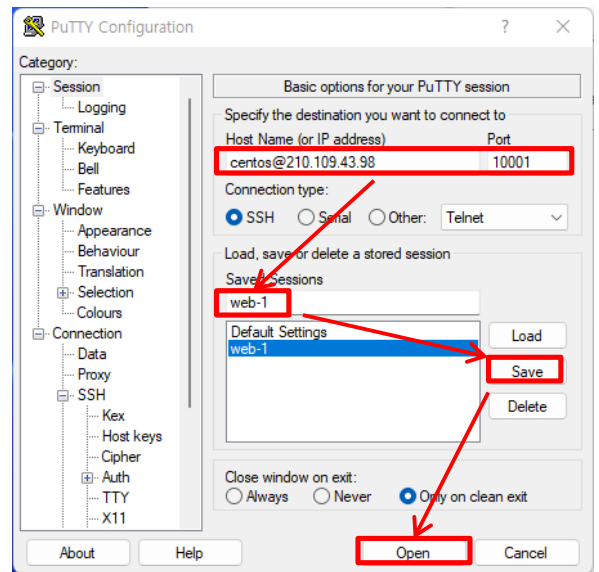 PuTTY Configuration
Category:
Session
Logging
Terminal
Keyboard
Bell
Features
Window
Appearance
Behaviour
Translation
Selection
Colours
Connection
Data
Proxy
SSH
Kex
Host keys
Cipher
Auth
TTY
X11
Basic options for your PuTTY session
Specify the destination you want to connect to
Host Name (or IP address) Port
centos@210.109.43.98 10001
Connection type:
SSH Serial Other: Telnet
Load, save or delete a stored session
Saved Sessions
web-1
Default Settings
web-1
Load
Save
Delete
Close window on exit:
Always Never Only on clean exit
About Help Open Cancel